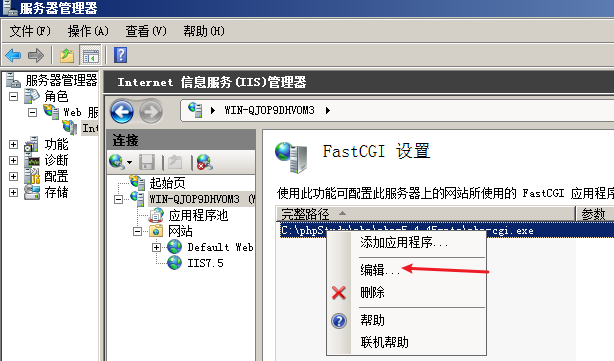 服务器管理器
文件(F) 操作(A) 查看(V) 帮助(H)
服务器管理器
角色
Web 服
Int
功能
诊断
配置
存储
Internet 信息服务(IIS)管理器
WIN-QJOP9DHVOM3
连接
起始页
WIN-QJOP9DHVOM3 (W
应用程序池
网站
Default Web
IIS7.5
FastCGI 设置
使用此功能可配置此服务器上的网站所使用的 FastCGI 应用程序
完整路径 参数
添加应用程序...
编辑...
删除
帮助
联机帮助